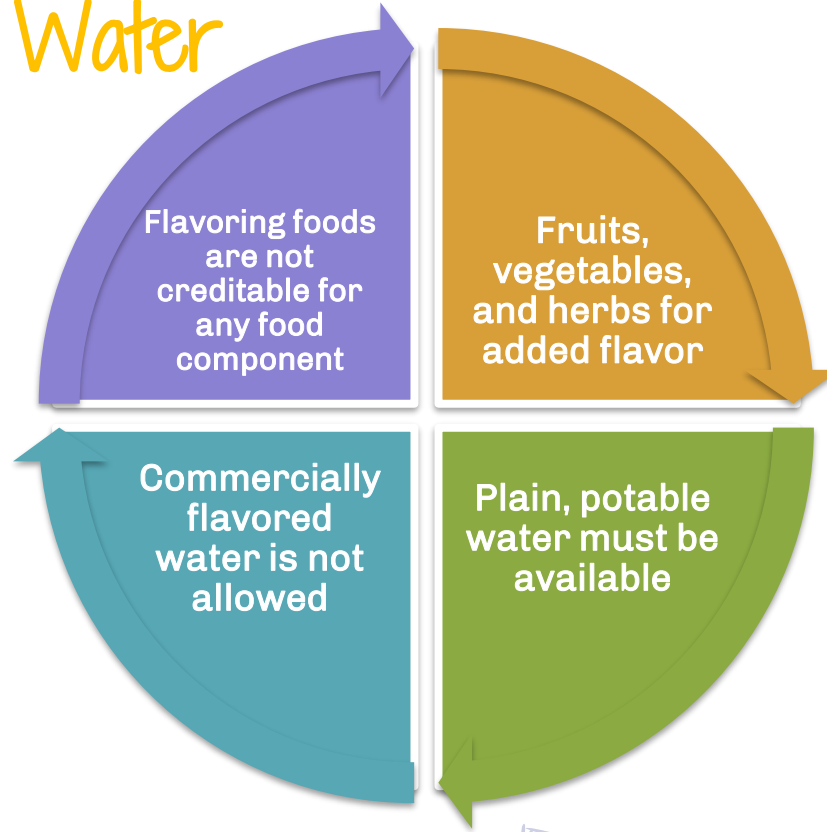 Water
Flavoring foods
are not
creditable for
any food
component
Fruits,
vegetables,
and herbs for
added flavor
Commercially
flavored
water is not
allowed
Plain, potable
water must be
available